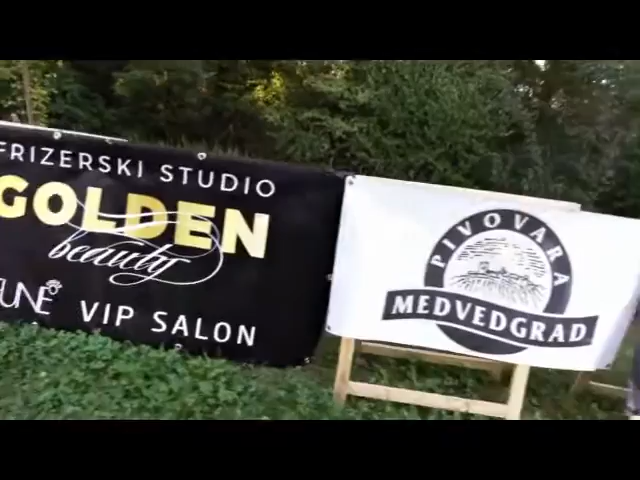 FRIZERSKI STUDIO
GOLDEN
beauty
VIP SALON
PIVOVARA
MEDVEDGRAD